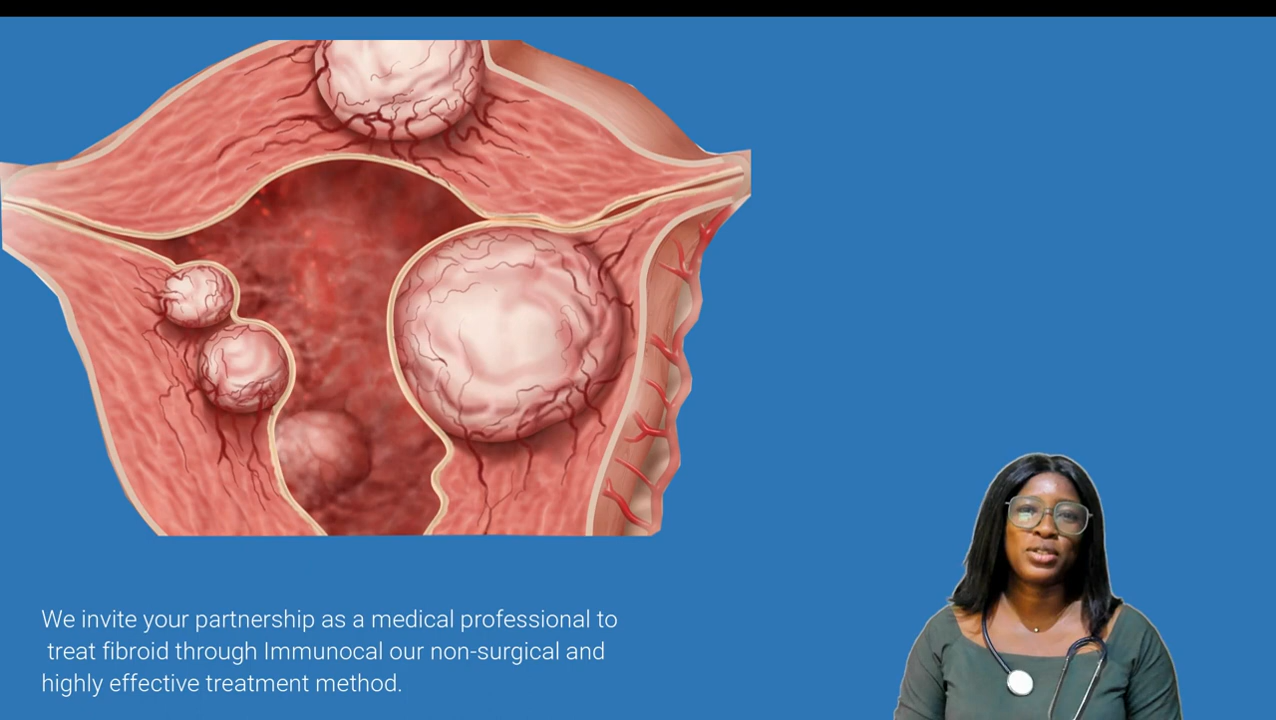 We invite your partnership as a medical professional to
treat fibroid through Immunocal our non-surgical and
highly effective treatment method.